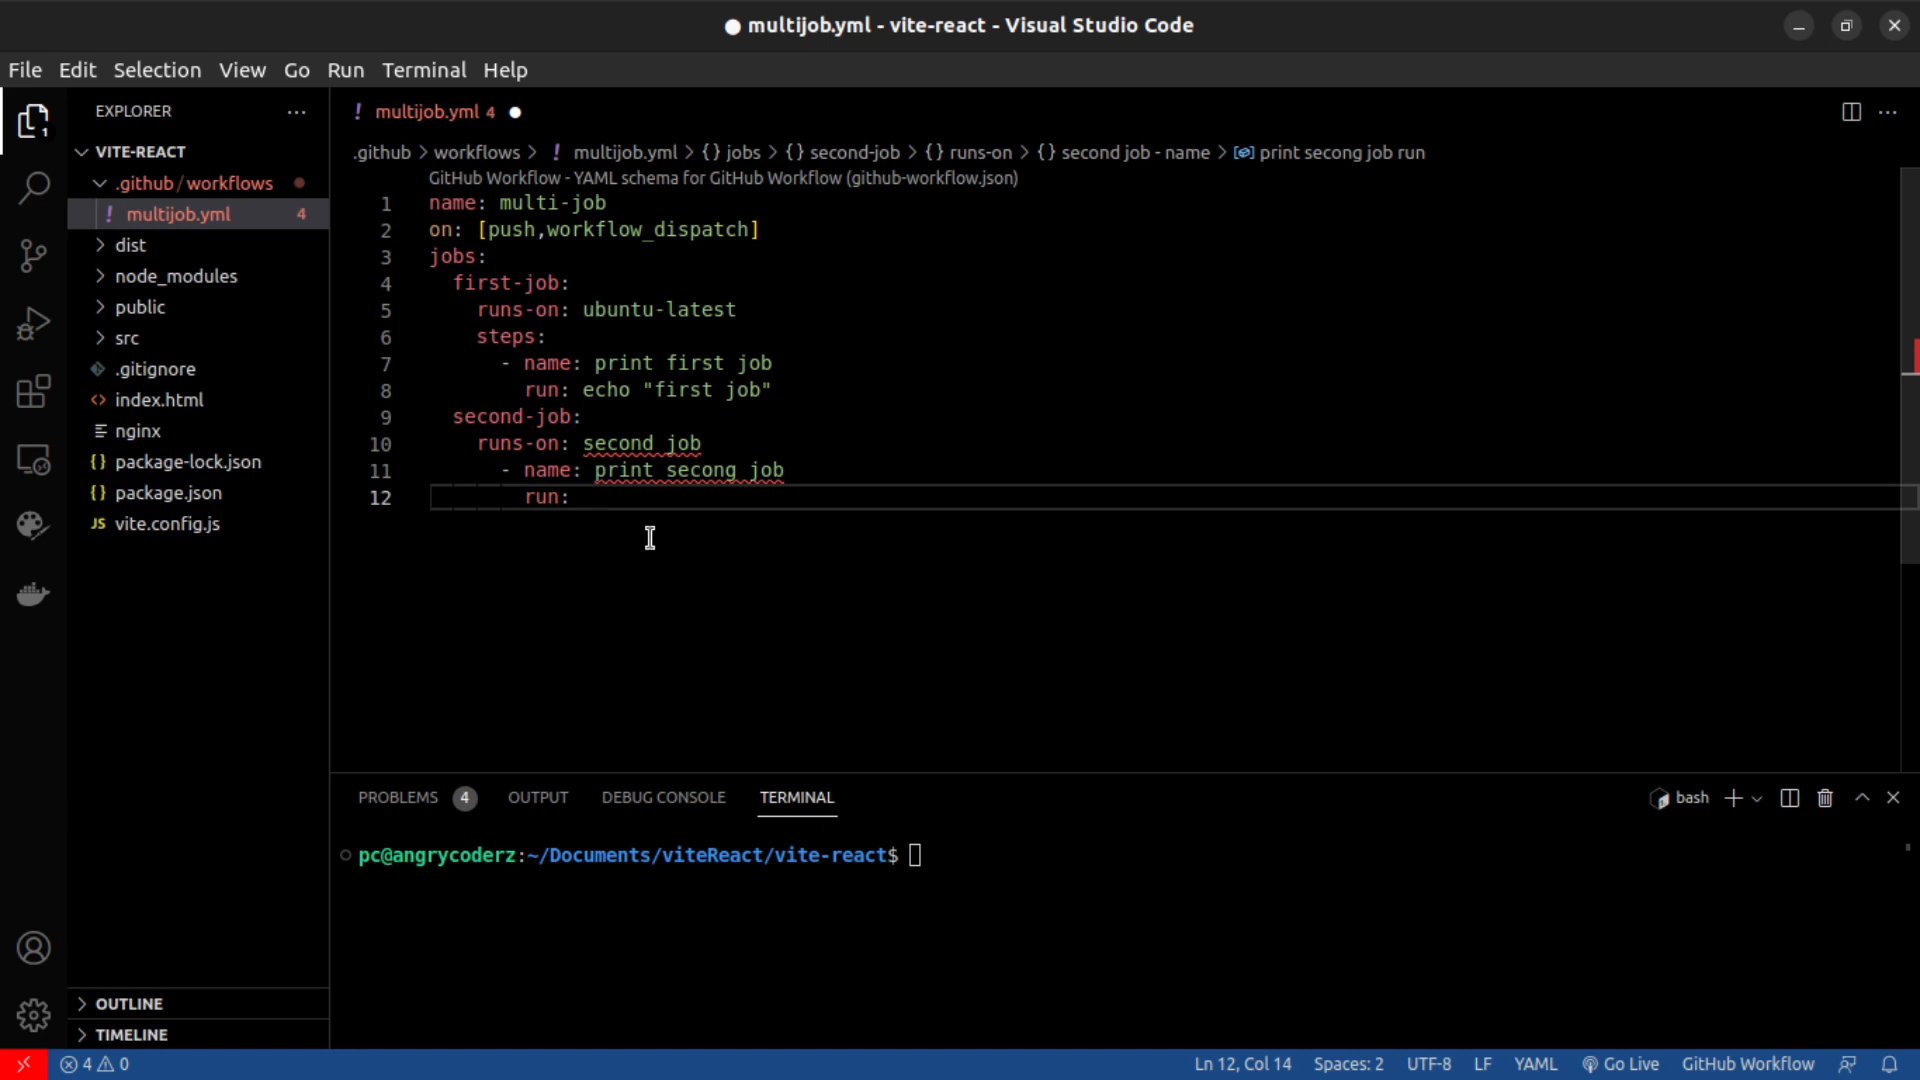 multijob.yml - vite-react - Visual Studio Code
File Edit Selection View Go Run Terminal Help
EXPLORER
VITE-REACT
.github / workflows
multijob.yml 4
dist
node_modules
public
src
.gitignore
index.html
nginx
package-lock.json
package.json
vite.config.js
OUTLINE
TIMELINE
multijob.yml 4
.github > workflows > ! multijob.yml > {} jobs > {} second-job > {} runs-on > {} second job - name > print secong job run
GitHub Workflow - YAML schema for GitHub Workflow (github-workflow.json)
1 name: multi-job
2 on: [push,workflow_dispatch]
3 jobs:
4 first-job:
5 runs-on: ubuntu-latest
6 steps:
7 - name: print first job
8 run: echo "first job"
9 second-job:
10 runs-on: second job
11 - name: print secong job
12 run:
PROBLEMS 4 OUTPUT DEBUG CONSOLE TERMINAL
bash
pc@angrycoderz:~/Documents/viteReact/vite-react$
4 0
Ln 12, Col 14 Spaces: 2 UTF-8 LF YAML Go Live GitHub Workflow